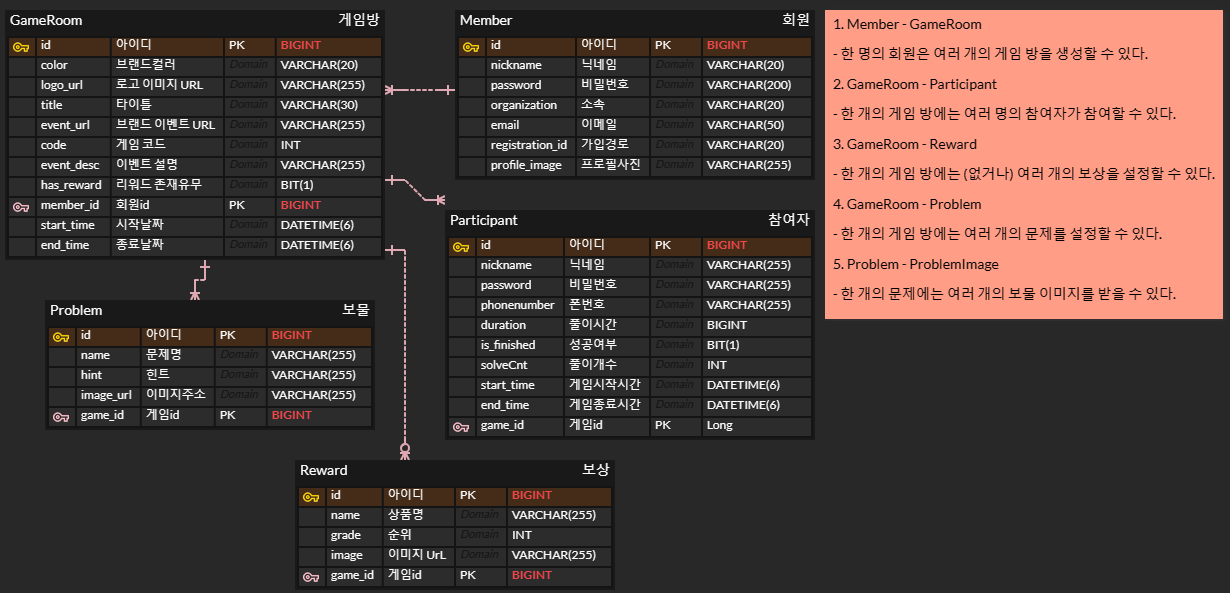 GameRoom 게임방
id 아이디 PK BIGINT
color 브랜드컬러 Domain VARCHAR(20)
logo_url 로고 이미지 URL Domain VARCHAR(255)
title 타이틀 Domain VARCHAR(30)
event_url 브랜드 이벤트 URL Domain VARCHAR(255)
code 게임 코드 Domain INT
event_desc 이벤트 설명 Domain VARCHAR(255)
has_reward 리워드 존재유무 Domain BIT(1)
member_id 회원id PK BIGINT
start_time 시작날짜 Domain DATETIME(6)
end_time 종료날짜 Domain DATETIME(6)
Member 회원
id 아이디 PK BIGINT
nickname 닉네임 Domain VARCHAR(20)
password 비밀번호 Domain VARCHAR(200)
organization 소속 Domain VARCHAR(20)
email 이메일 Domain VARCHAR(50)
registration_id 가입경로 Domain VARCHAR(20)
profile_image 프로필사진 Domain VARCHAR(255)
1. Member - GameRoom
- 한 명의 회원은 여러 개의 게임 방을 생성할 수 있다.
2. GameRoom - Participant
- 한 개의 게임 방에는 여러 명의 참여자가 참여할 수 있다.
3. GameRoom - Reward
- 한 개의 게임 방에는 (없거나) 여러 개의 보상을 설정할 수 있다.
4. GameRoom - Problem
- 한 개의 게임 방에는 여러 개의 문제를 설정할 수 있다.
5. Problem - ProblemImage
- 한 개의 문제에는 여러 개의 보물 이미지를 받을 수 있다.
Participant 참여자
id 아이디 PK BIGINT
nickname 닉네임 Domain VARCHAR(255)
password 비밀번호 Domain VARCHAR(255)
phonenumber 폰번호 Domain VARCHAR(255)
duration 풀이시간 Domain BIGINT
is_finished 성공여부 Domain BIT(1)
solveCnt 풀이개수 Domain INT
start_time 게임시작시간 Domain DATETIME(6)
end_time 게임종료시간 Domain DATETIME(6)
game_id 게임id PK Long
Problem 보물
id 아이디 PK BIGINT
name 문제명 Domain VARCHAR(255)
hint 힌트 Domain VARCHAR(255)
image_url 이미지주소 Domain VARCHAR(255)
game_id 게임id PK BIGINT
Reward 보상
id 아이디 PK BIGINT
name 상품명 Domain VARCHAR(255)
grade 순위 Domain INT
image 이미지 UrL Domain VARCHAR(255)
game_id 게임id PK BIGINT